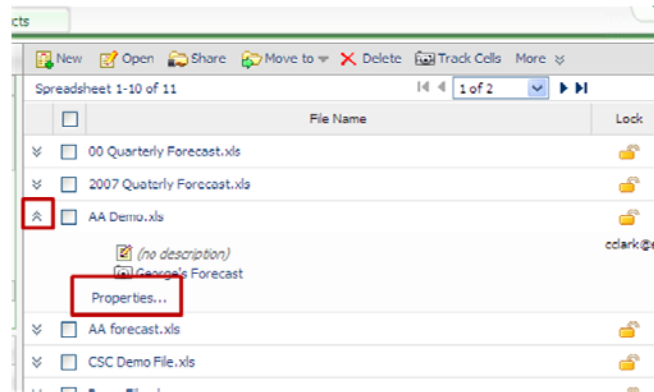 cts
New Open Share Move to Delete Track Cells More
Spreadsheet 1-10 of 11 1 of 2
File Name Lock
00 Quarterly Forecast.xls
2007 Quaterly Forecast.xls
AA Demo.xls
(no description) cclark@
George's Forecast
Properties...
AA forecast.xls
CSC Demo File.xls